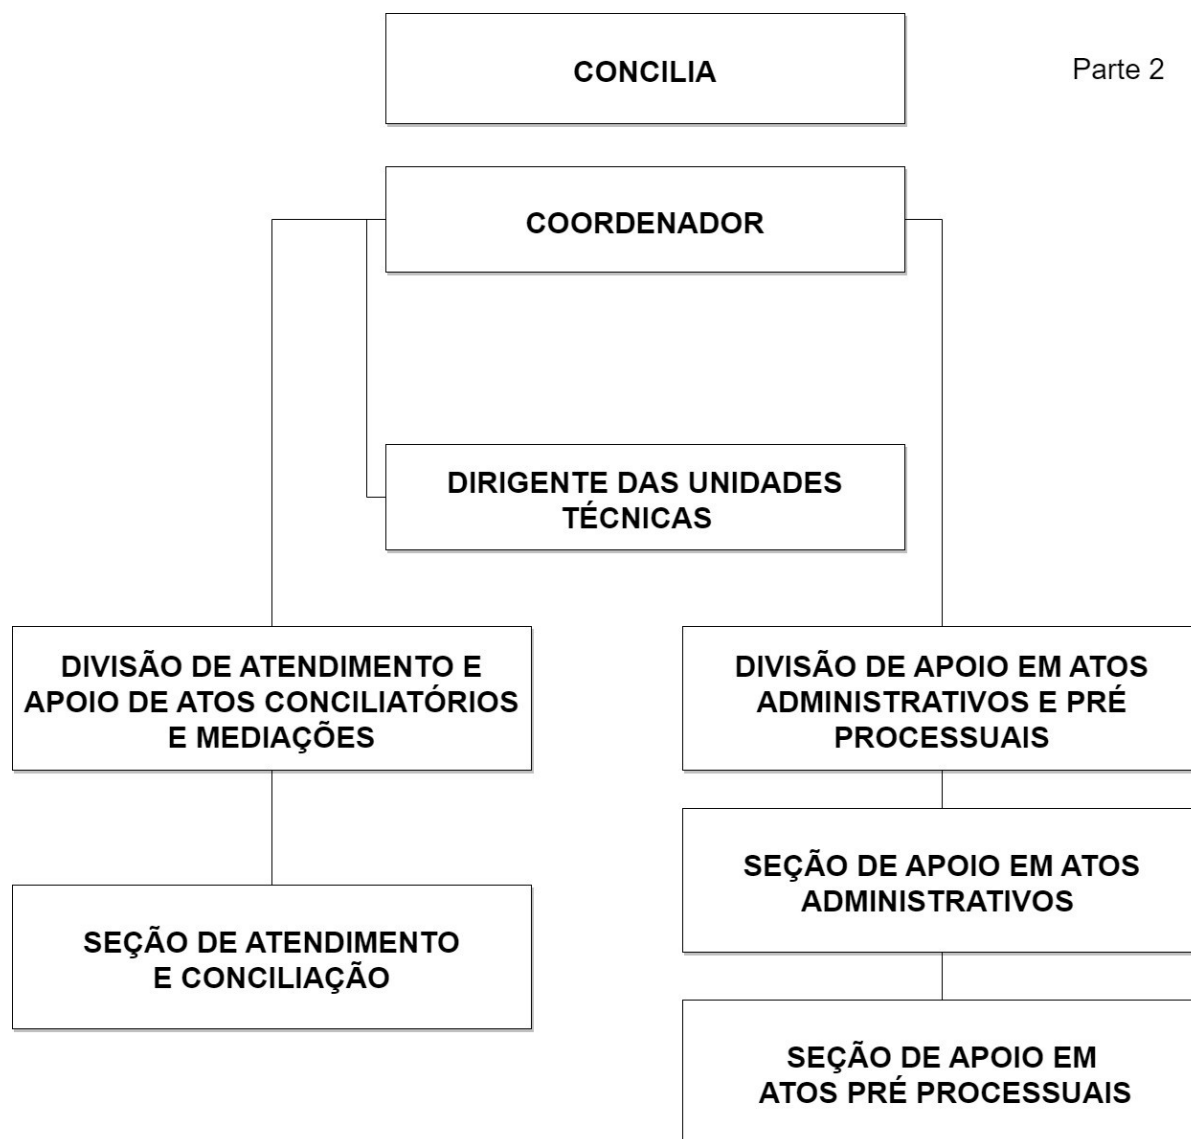 CONCILIA
Parte 2
COORDENADOR
DIRIGENTE DAS UNIDADES
TÉCNICAS
DIVISÃO DE ATENDIMENTO E
APOIO DE ATOS CONCILIATÓRIOS
E MEDIAÇÕES
DIVISÃO DE APOIO EM ATOS
ADMINISTRATIVOS E PRÉ
PROCESSUAIS
SEÇÃO DE APOIO EM ATOS
ADMINISTRATIVOS
SEÇÃO DE ATENDIMENTO
E CONCILIAÇÃO
SEÇÃO DE APOIO EM
ATOS PRÉ PROCESSUAIS